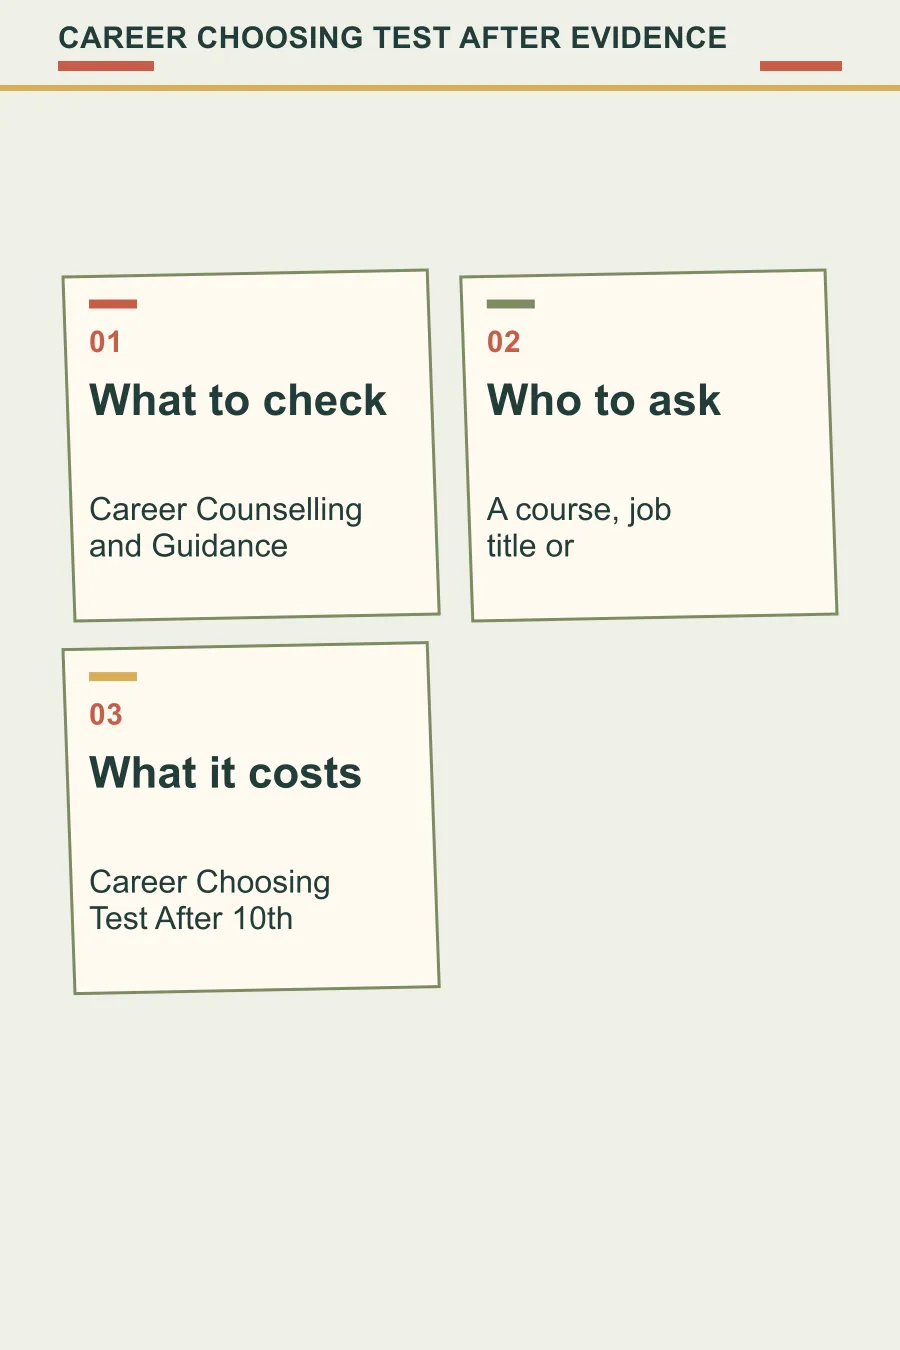 CAREER CHOOSING TEST AFTER EVIDENCE
01
What to check
Career Counselling
and Guidance
02
Who to ask
A course, job
title or
03
What it costs
Career Choosing
Test After 10th